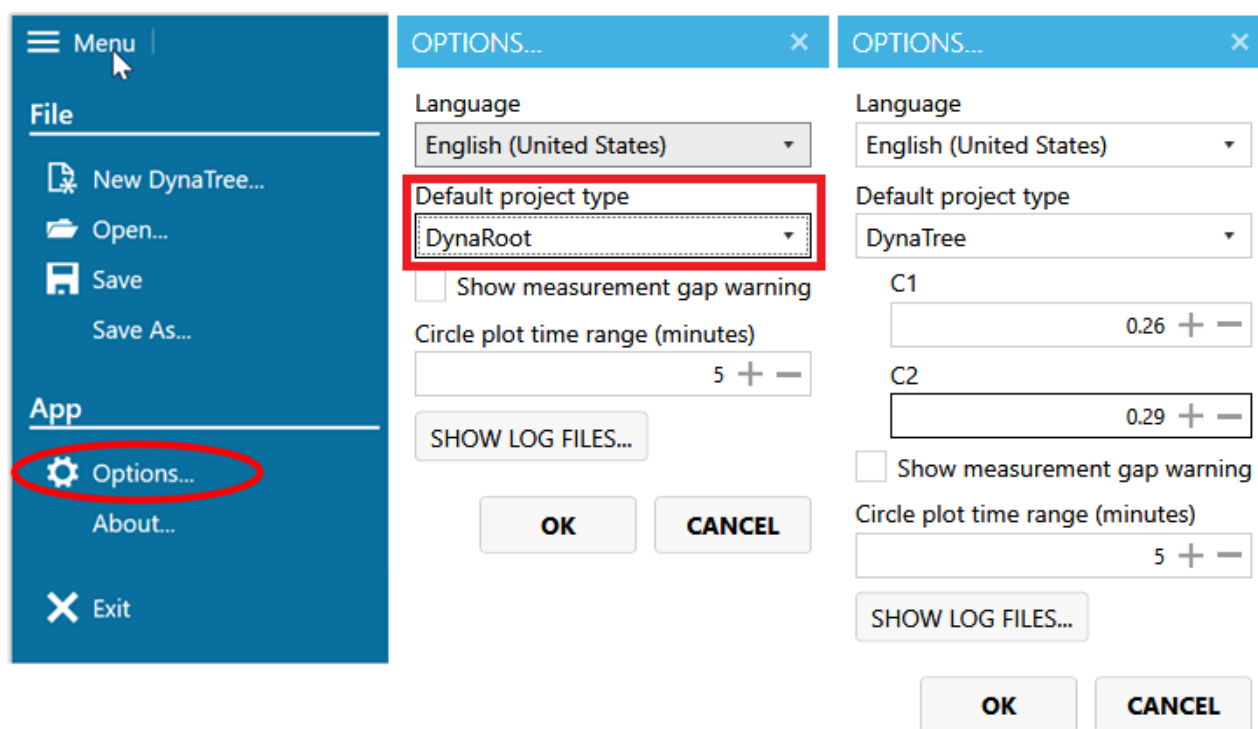 Menu
File
New DynaTree...
Open...
Save
Save As...
App
Options...
About...
Exit
OPTIONS...
Language
English (United States)
Default project type
DynaRoot
Show measurement gap warning
Circle plot time range (minutes)
5
SHOW LOG FILES...
OK CANCEL
OPTIONS...
Language
English (United States)
Default project type
DynaTree
C1
0.26
C2
0.29
Show measurement gap warning
Circle plot time range (minutes)
5
SHOW LOG FILES...
OK CANCEL